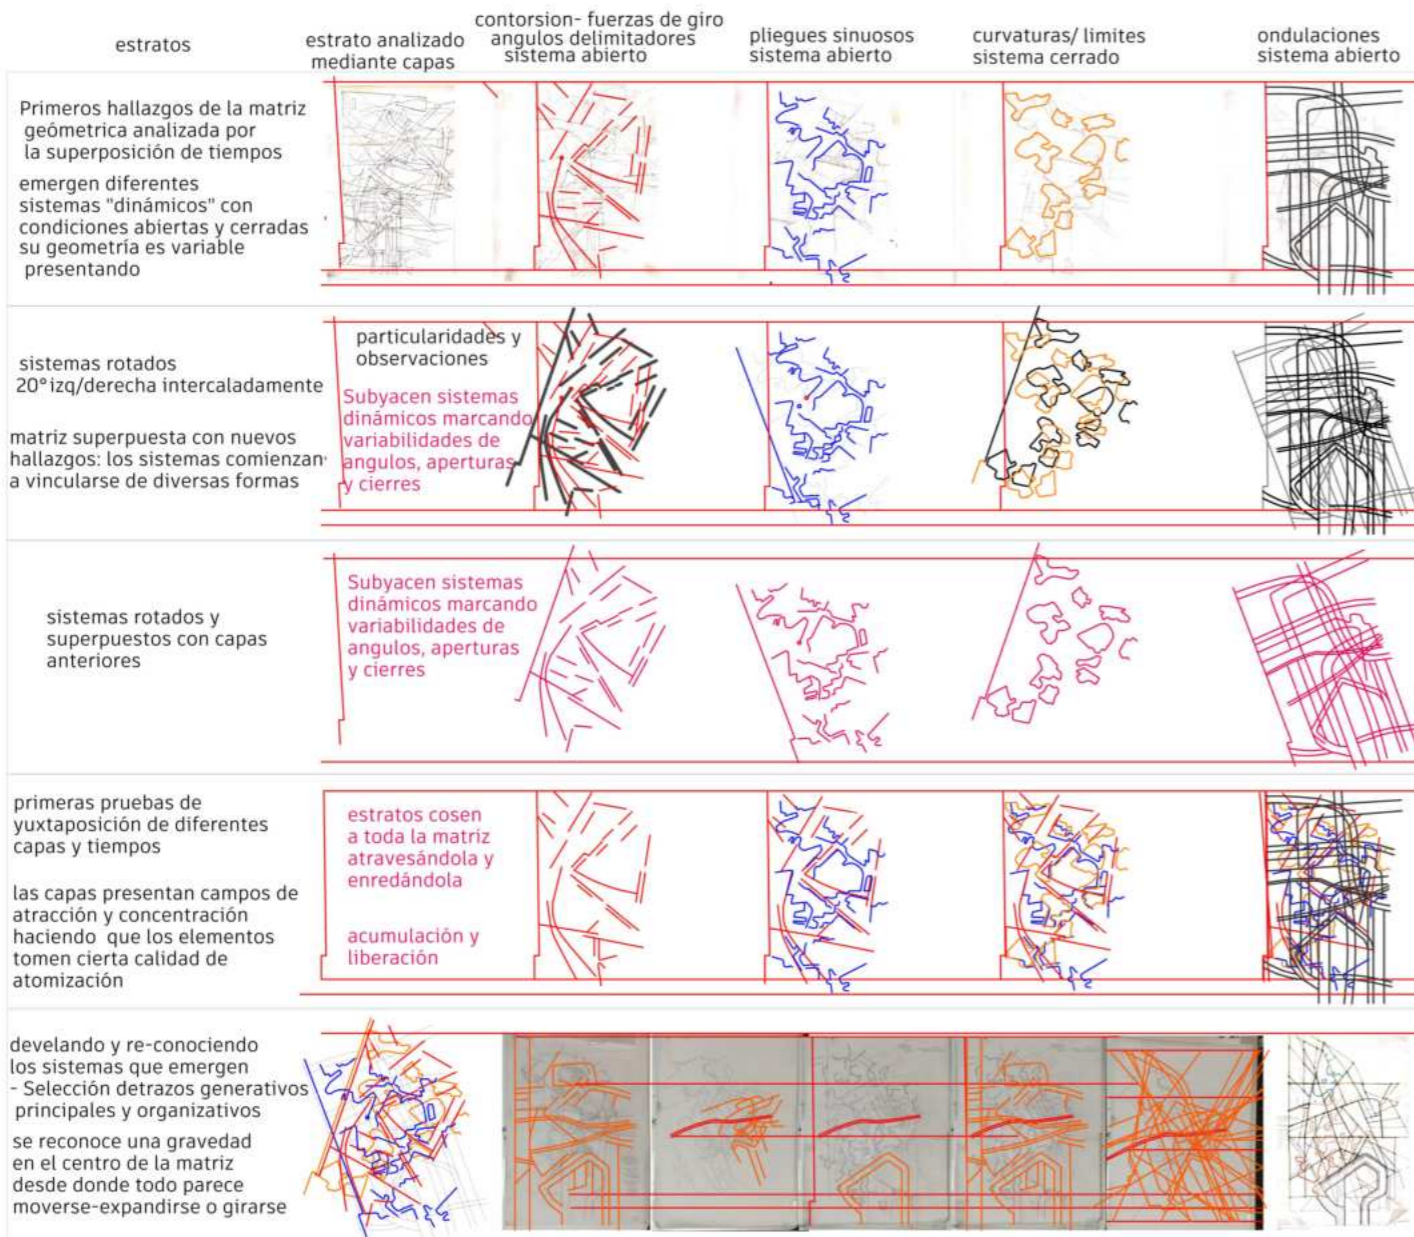 estratos
estrato analizado
mediante capas
contorsion- fuerzas de giro
angulos delimitadores
sistema abierto
pliegues sinuosos
sistema abierto
curvaturas/ limites
sistema cerrado
ondulaciones
sistema abierto
Primeros hallazgos de la matriz
geómetrica analizada por
la superposición de tiempos
emergen diferentes
sistemas "dinámicos" con
condiciones abiertas y cerradas
su geometría es variable
presentando
sistemas rotados
20° izq/derecha intercaladamente
matriz superpuesta con nuevos
hallazgos: los sistemas comienzan
a vincularse de diversas formas
particularidades y
observaciones
Subyacen sistemas
dinámicos marcando
variabilidades de
angulos, aperturas
y cierres
sistemas rotados y
superpuestos con capas
anteriores
Subyacen sistemas
dinámicos marcando
variabilidades de
angulos, aperturas
y cierres
primeras pruebas de
yuxtaposición de diferentes
capas y tiempos
las capas presentan campos de
atracción y concentración
haciendo que los elementos
tomen cierta calidad de
atomización
estratos cosen
a toda la matriz
atravesándola y
enredándola
acumulación y
liberación
develando y re-conociendo
los sistemas que emergen
- Selección detrazos generativos
principales y organizativos
se reconoce una gravedad
en el centro de la matriz
desde donde todo parece
moverse-expandirse o girarse